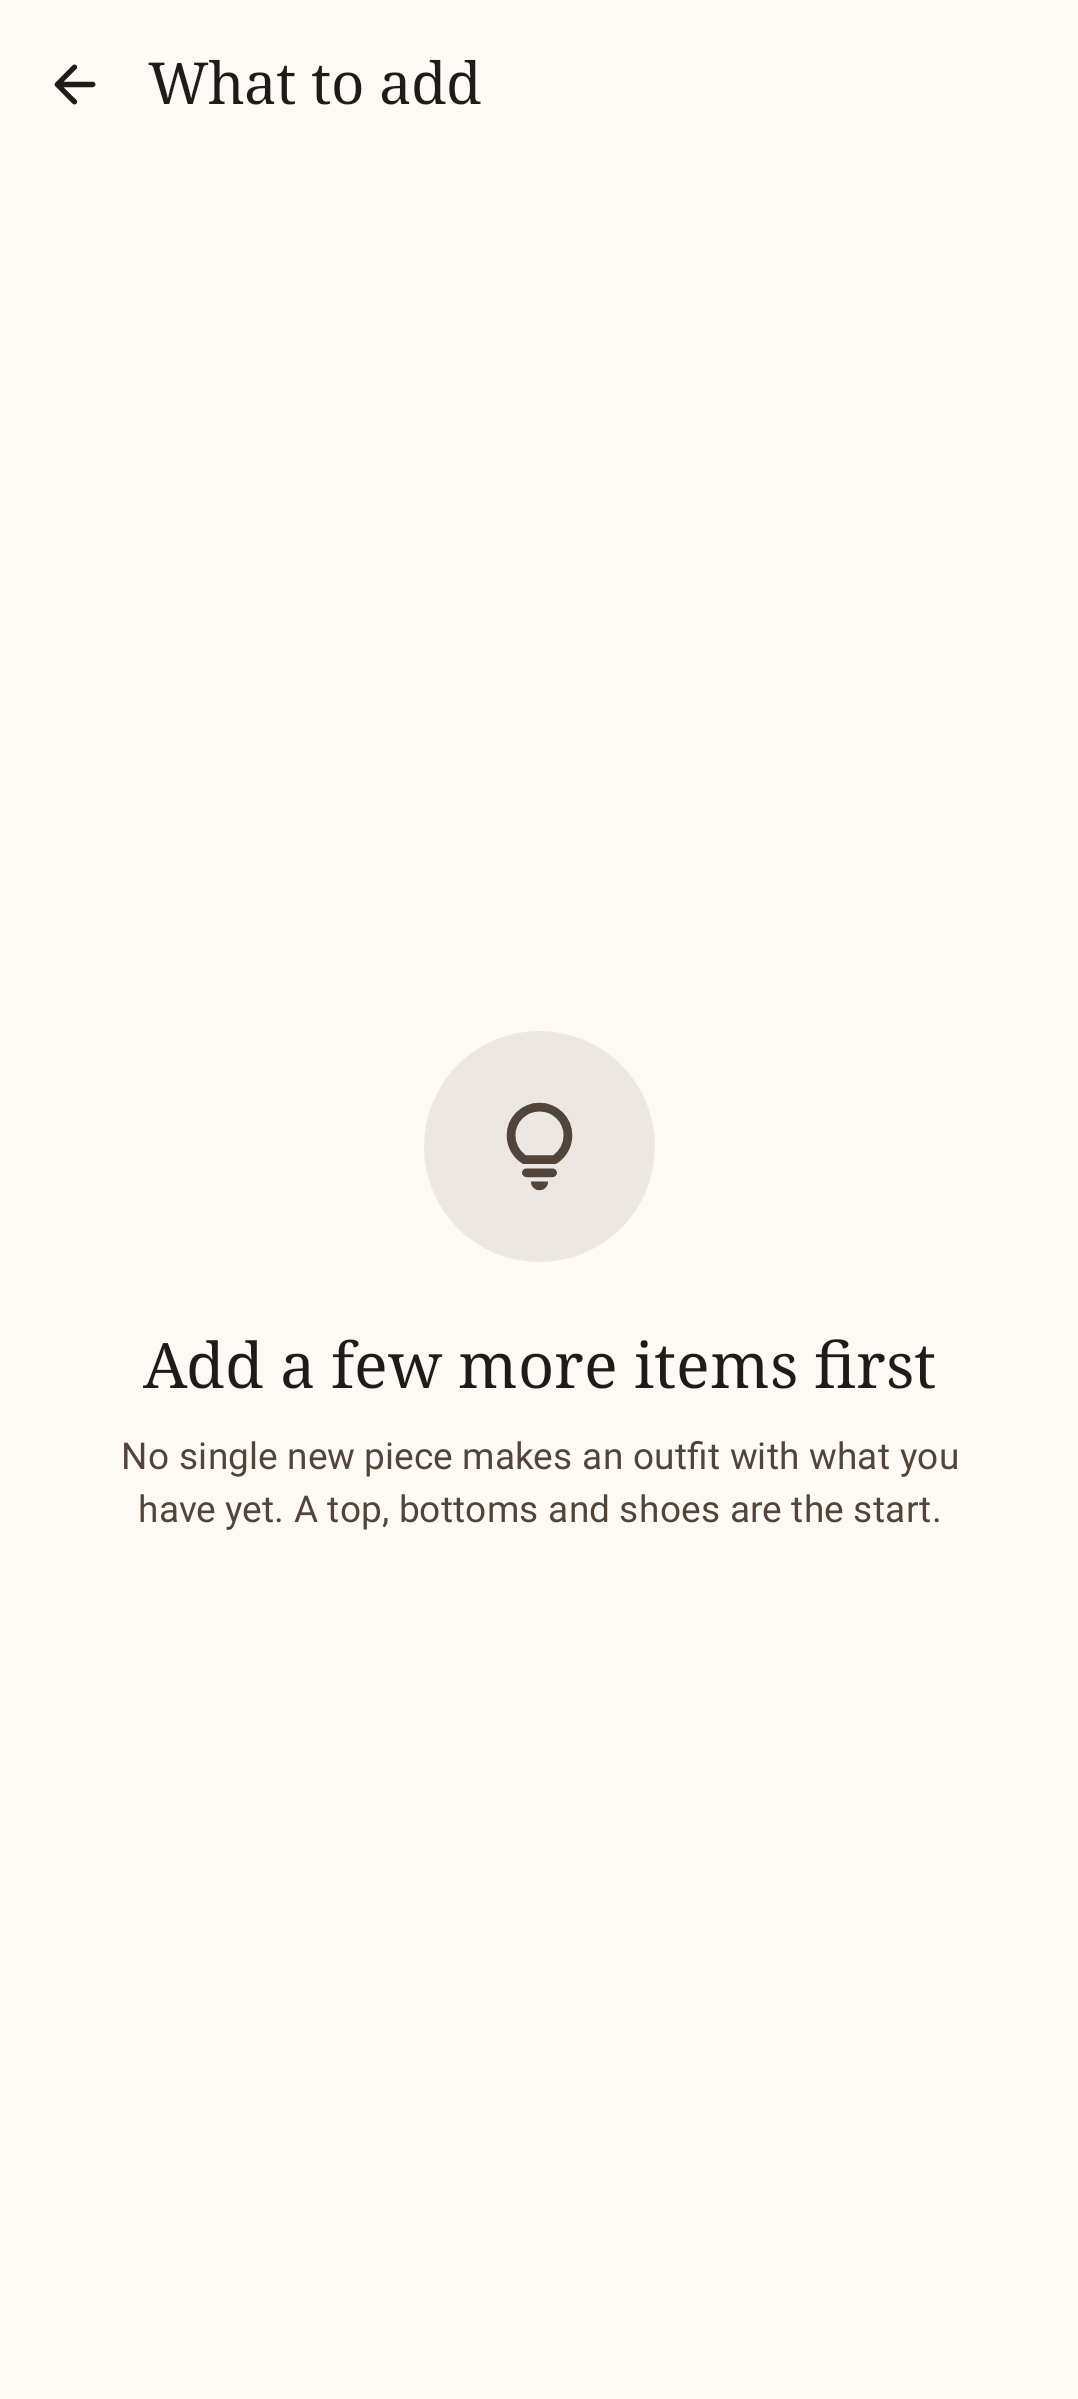 What to add
Add a few more items first
No single new piece makes an outfit with what you
have yet. A top, bottoms and shoes are the start.